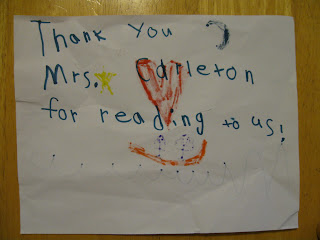 Thank You
Mrs. Carleton
for reading to us!